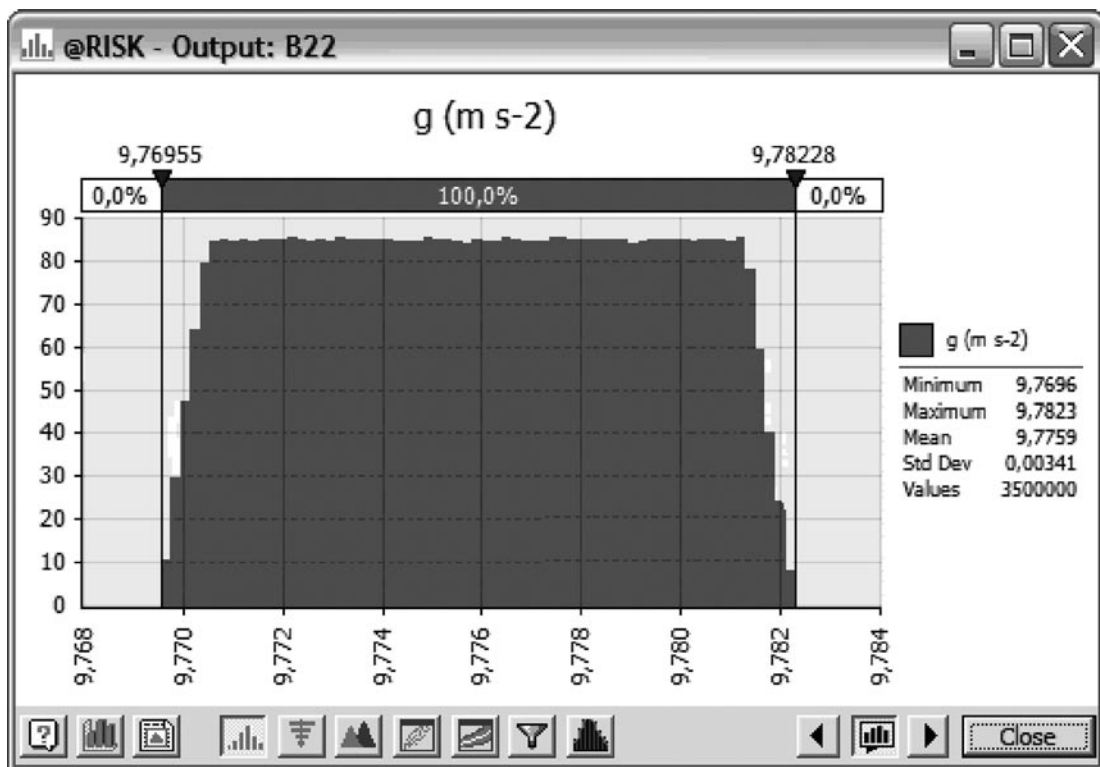 @RISK - Output: B22
g (m s-2)
9,76955 9,78228
0,0% 100,0% 0,0%
90
80
70
60
50
40
30
20
10
0
9,768 9,770 9,772 9,774 9,776 9,778 9,780 9,782 9,784
g (m s-2)
Minimum 9,7696
Maximum 9,7823
Mean 9,7759
Std Dev 0,00341
Values 3500000
? Close